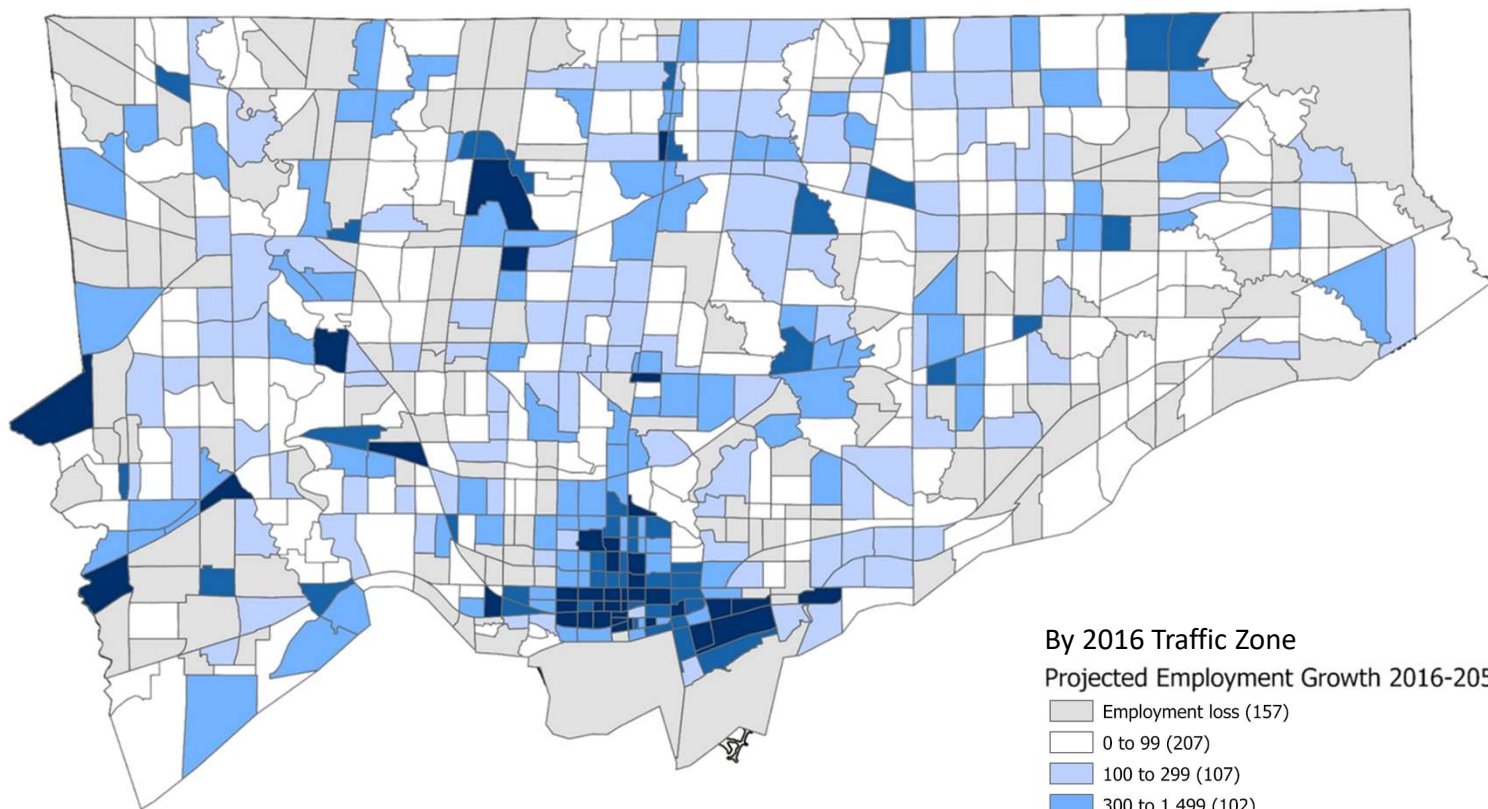 By 2016 Traffic Zone
Projected Employment Growth 2016-205
Employment loss (157)
0 to 99 (207)
100 to 299 (107)
300 to 1,499 (102)